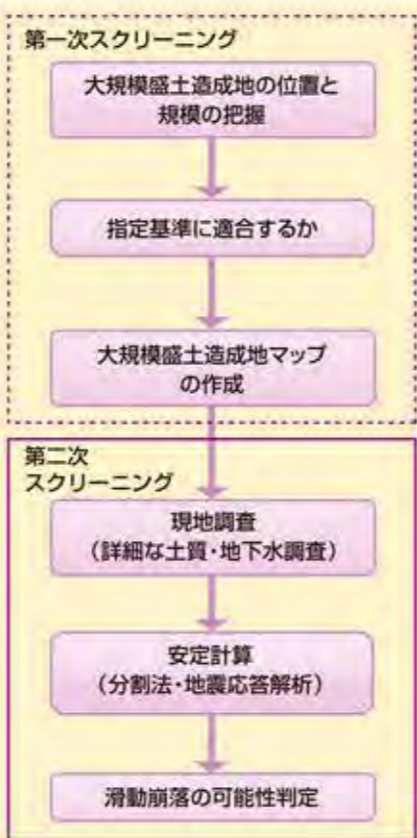 第一次スクリーニング
大規模盛土造成地の位置と
規模の把握
指定基準に適合するか
大規模盛土造成地マップ
の作成
第二次
スクリーニング
現地調査
（詳細な土質・地下水調査）
安定計算
（分割法・地震応答解析）
滑動崩落の可能性判定